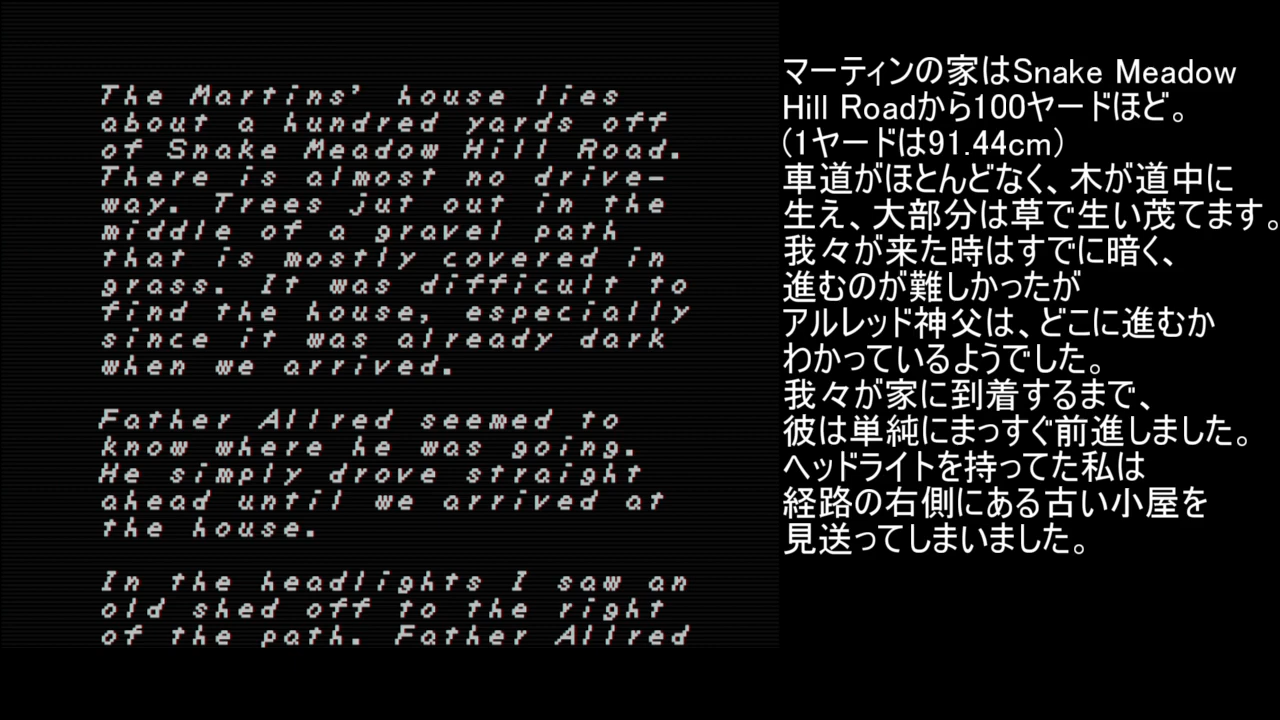 The Martins' house lies
about a hundred yards off
of Snake Meadow Hill Road.
There is almost no drive-
way. Trees jut out in the
middle of a gravel path
that is mostly covered in
grass. It was difficult to
find the house, especially
since it was already dark
when we arrived.
Father Allred seemed to
know where he was going.
He simply drove straight
ahead until we arrived at
the house.
In the headlights I saw an
old shed off to the right
of the path. Father Allred
マーティンの家はSnake Meadow
Hill Roadから100ヤードほど。
(1ヤードは91.44cm)
車道がほとんどなく、木が道中に
生え、大部分は草で生い茂てます。
我々が来た時はすでに暗く、
進むのが難しかったが
アルレッド神父は、どこに進むか
わかっているようでした。
我々が家に到着するまで、
彼は単純にまっすぐ前進しました。
ヘッドライトを持ってた私は
経路の右側にある古い小屋を
見送ってしまいました。